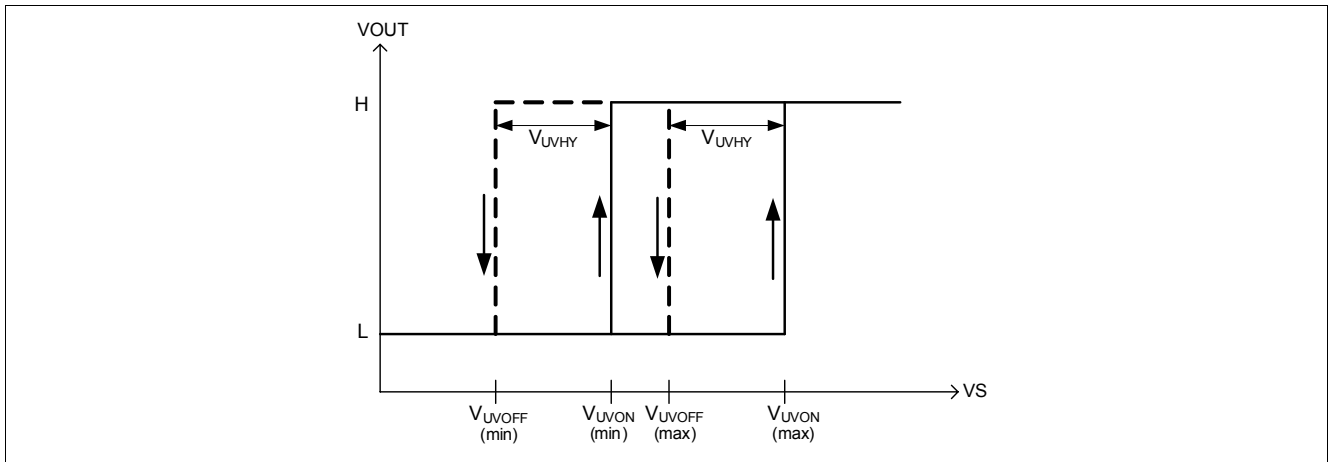 VOUT
H
VUVHY VUVHY
L
VS
VUVOFF VUVON VUVOFF VUVON
(min) (min) (max) (max)